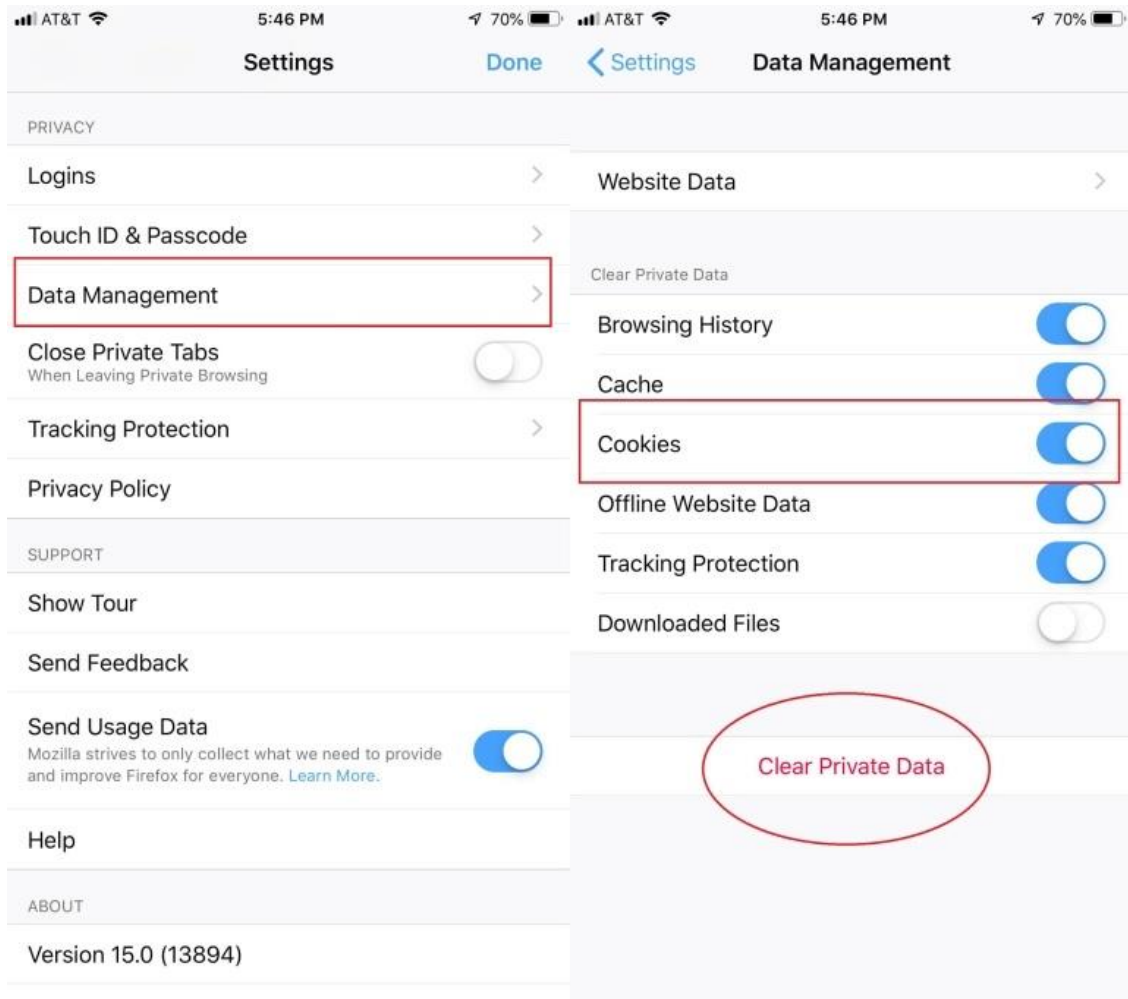 AT&T 5:46 PM 70%
Settings Done
PRIVACY
Logins
Touch ID & Passcode
Data Management
Close Private Tabs
When Leaving Private Browsing
Tracking Protection
Privacy Policy
SUPPORT
Show Tour
Send Feedback
Send Usage Data
Mozilla strives to only collect what we need to provide
and improve Firefox for everyone. Learn More.
Help
ABOUT
Version 15.0 (13894)
AT&T 5:46 PM 70%
Settings Data Management
Website Data
Clear Private Data
Browsing History
Cache
Cookies
Offline Website Data
Tracking Protection
Downloaded Files
Clear Private Data